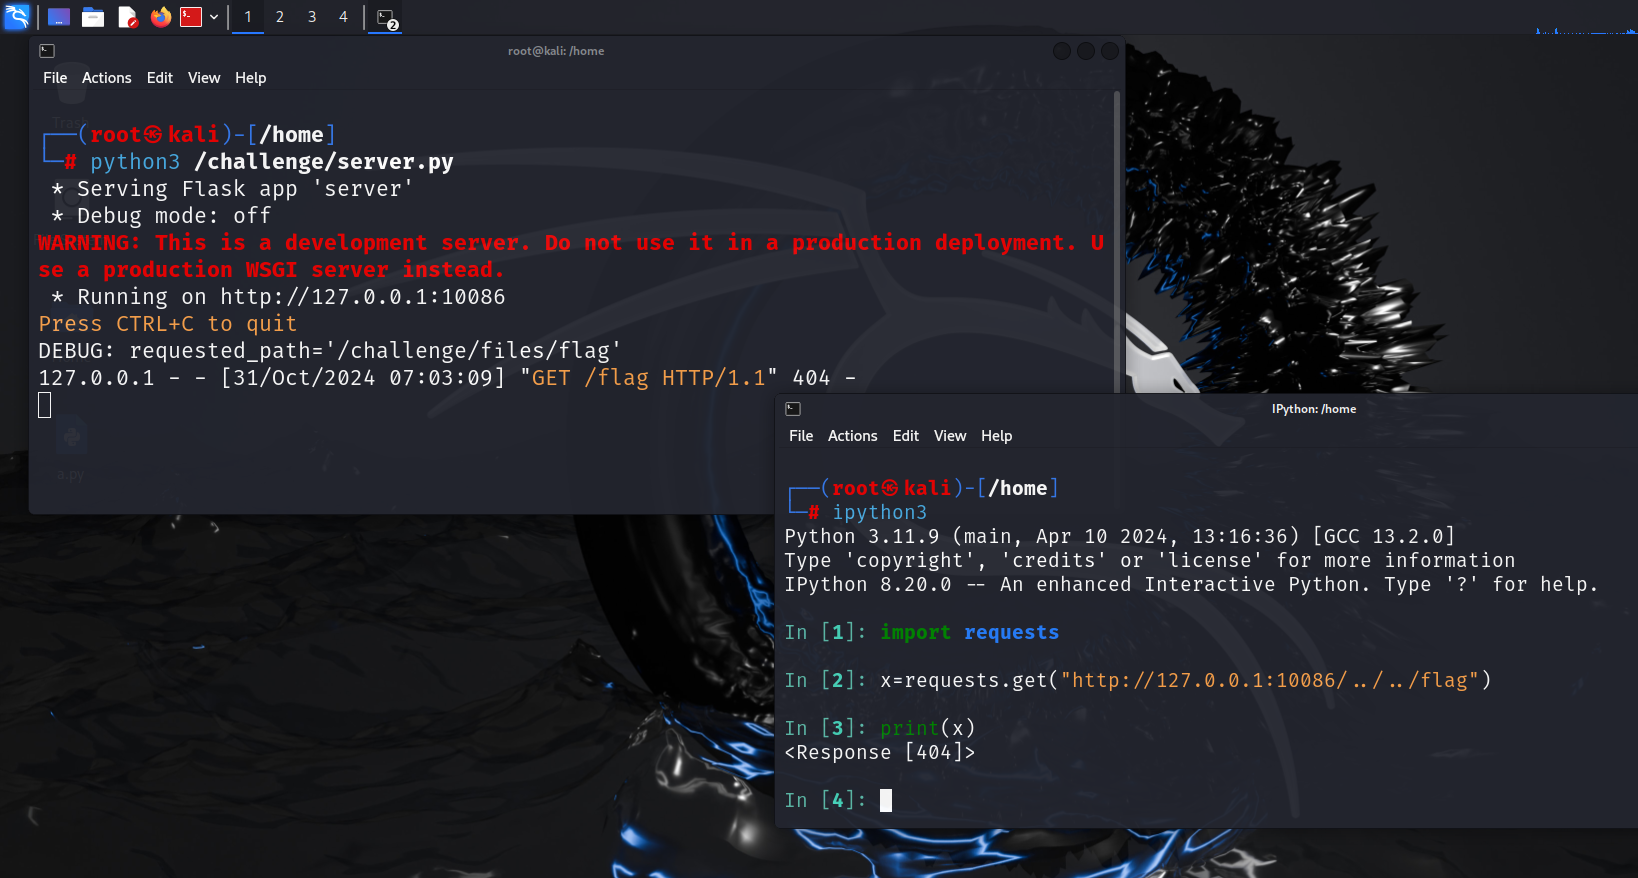 1 2 3 4 2
root@kali: /home
File Actions Edit View Help
Trash
┌──(root㉿kali)-[/home]
└─# python3 /challenge/server.py
* Serving Flask app 'server'
* Debug mode: off
WARNING: This is a development server. Do not use it in a production deployment. U
se a production WSGI server instead.
* Running on http://127.0.0.1:10086
Press CTRL+C to quit
DEBUG: requested_path='/challenge/files/flag'
127.0.0.1 - - [31/Oct/2024 07:03:09] "GET /flag HTTP/1.1" 404 -
a.py
IPython: /home
File Actions Edit View Help
┌──(root㉿kali)-[/home]
└─# ipython3
Python 3.11.9 (main, Apr 10 2024, 13:16:36) [GCC 13.2.0]
Type 'copyright', 'credits' or 'license' for more information
IPython 8.20.0 -- An enhanced Interactive Python. Type '?' for help.
In [1]: import requests
In [2]: x=requests.get("http://127.0.0.1:10086/../../flag")
In [3]: print(x)
<Response [404]>
In [4]: